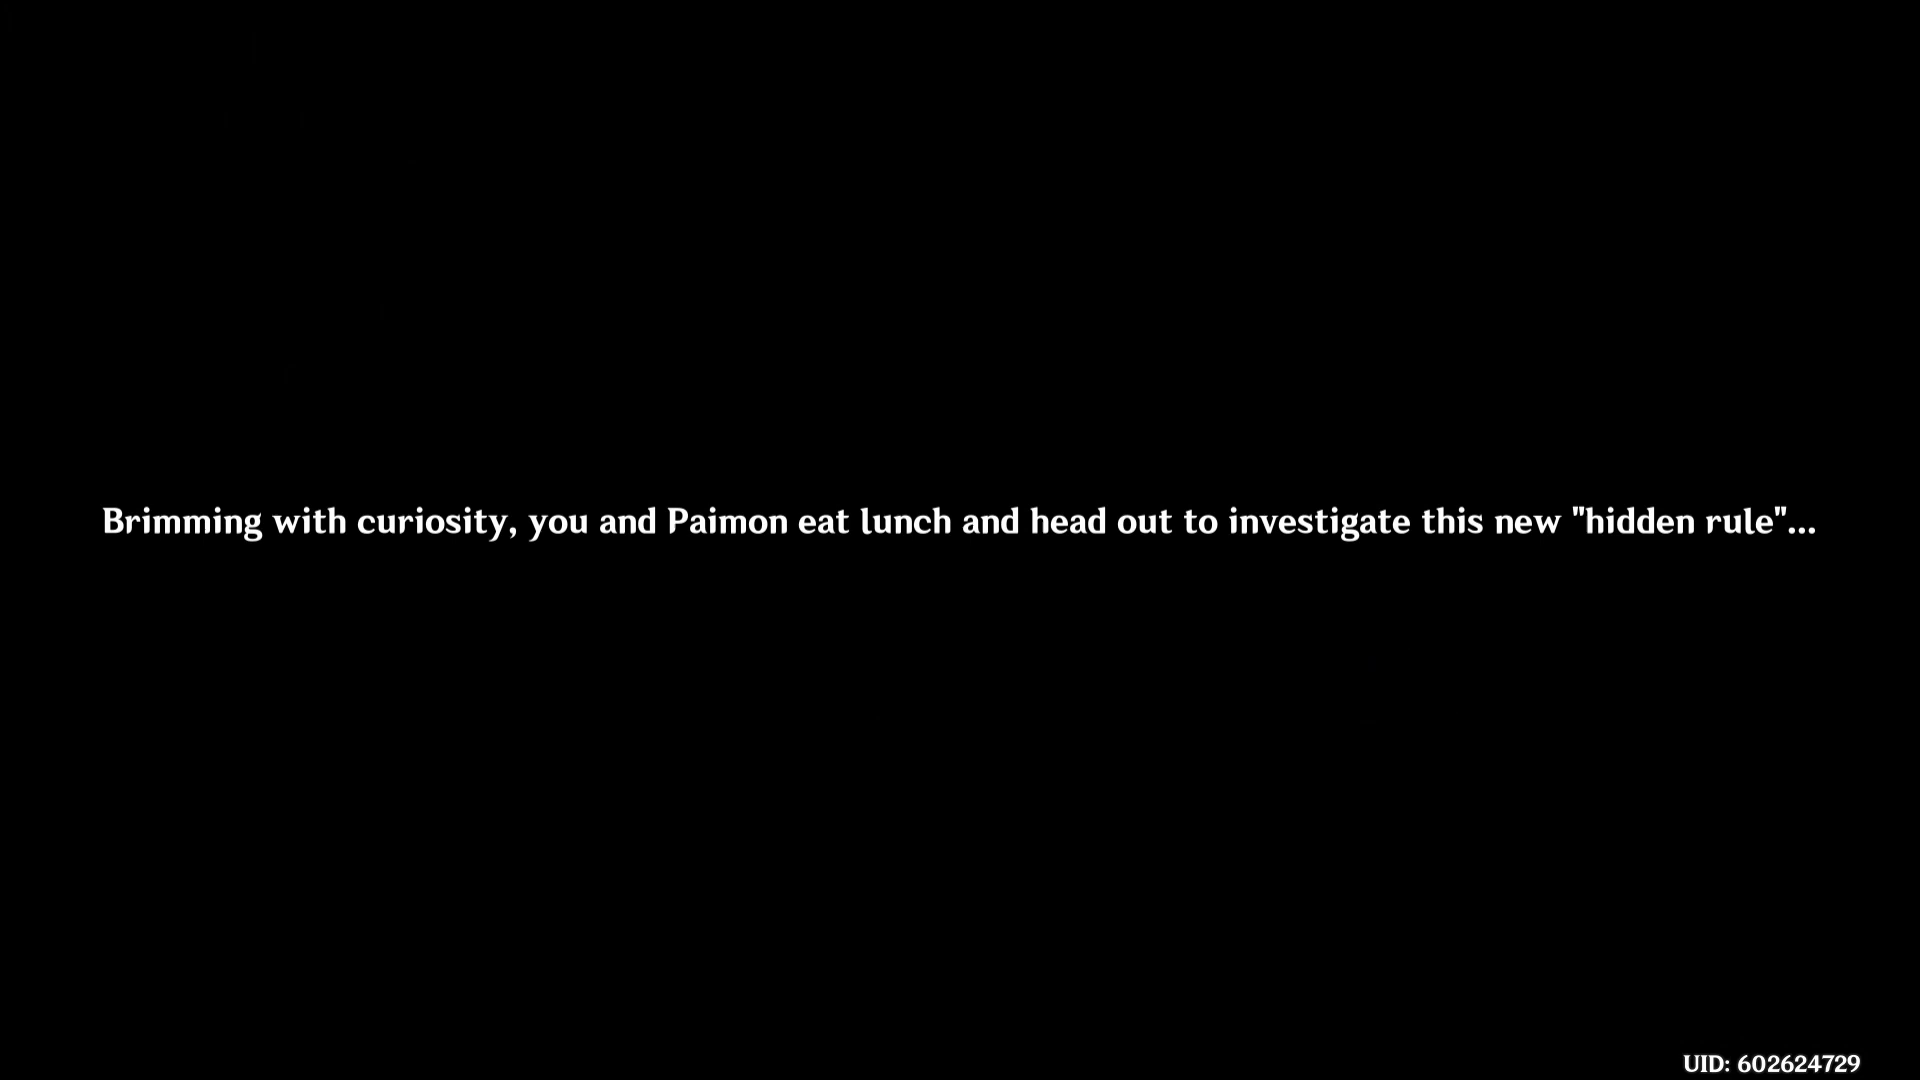 Brimming with curiosity, you and Paimon eat lunch and head out to investigate this new "hidden rule"...
UID: 602624729